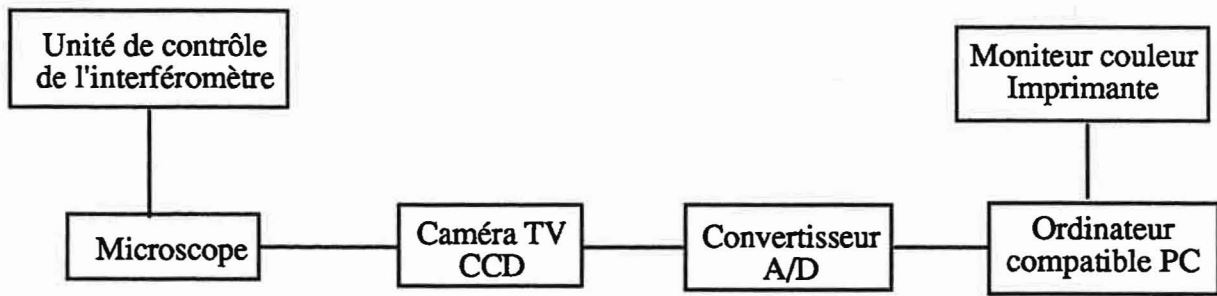 Unité de contrôle
de l'interféromètre
Moniteur couleur
Imprimante
Microscope
Caméra TV
CCD
Convertisseur
A/D
Ordinateur
compatible PC